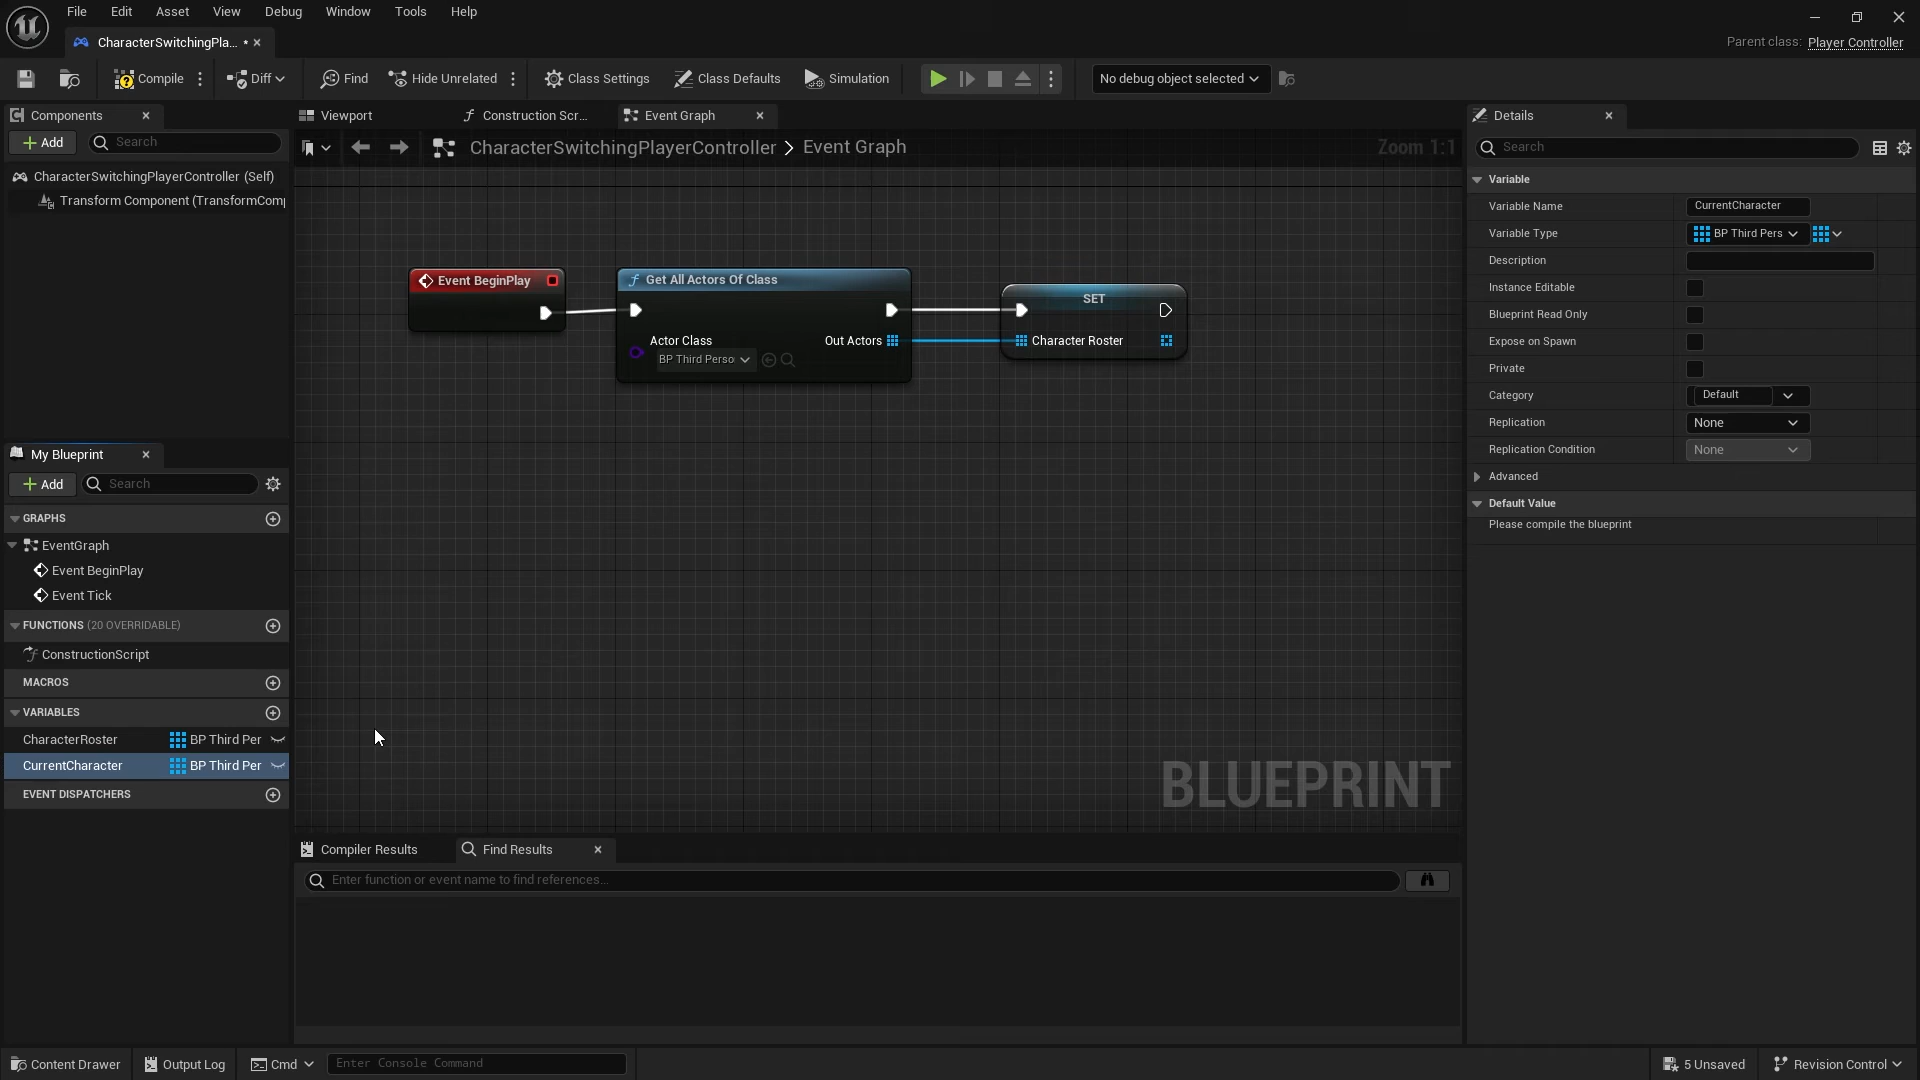 File Edit Asset View Debug Window Tools Help
CharacterSwitchingPla... •
Parent class: Player Controller
Compile
Diff
Find
Hide Unrelated
Class Settings
Class Defaults
Simulation
No debug object selected
Components
Add
Search
CharacterSwitchingPlayerController (Self)
Transform Component (TransformComp
My Blueprint
Add
Search
GRAPHS
EventGraph
Event BeginPlay
Event Tick
FUNCTIONS (20 OVERRIDABLE)
ConstructionScript
MACROS
VARIABLES
CharacterRoster BP Third Per
CurrentCharacter BP Third Per
EVENT DISPATCHERS
Viewport
Construction Scr...
Event Graph
CharacterSwitchingPlayerController > Event Graph
Zoom 1:1
Event BeginPlay
Get All Actors Of Class
Actor Class
BP Third Perso
Out Actors
SET
Character Roster
BLUEPRINT
Compiler Results
Find Results
Enter function or event name to find references...
Details
Search
Variable
Variable Name CurrentCharacter
Variable Type BP Third Pers
Description
Instance Editable
Blueprint Read Only
Expose on Spawn
Private
Category Default
Replication None
Replication Condition None
Advanced
Default Value
Please compile the blueprint
Content Drawer
Output Log
Cmd
Enter Console Command
5 Unsaved
Revision Control